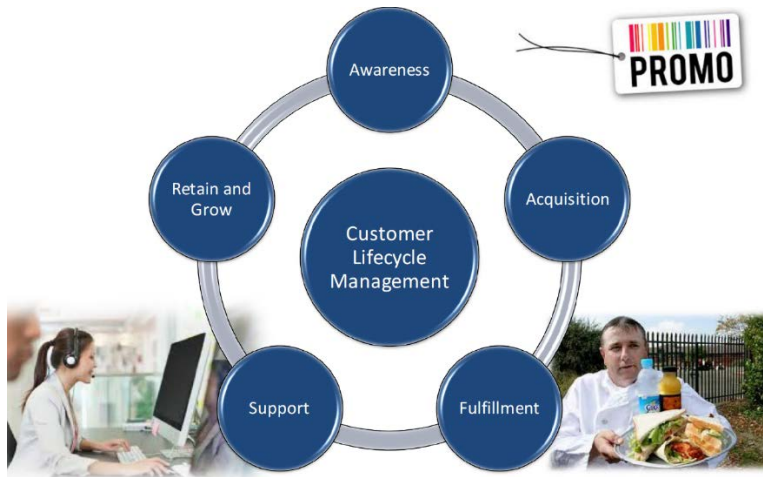 Awareness
PROMO
Retain and
Grow
Acquisition
Customer
Lifecycle
Management
Support
Fulfillment